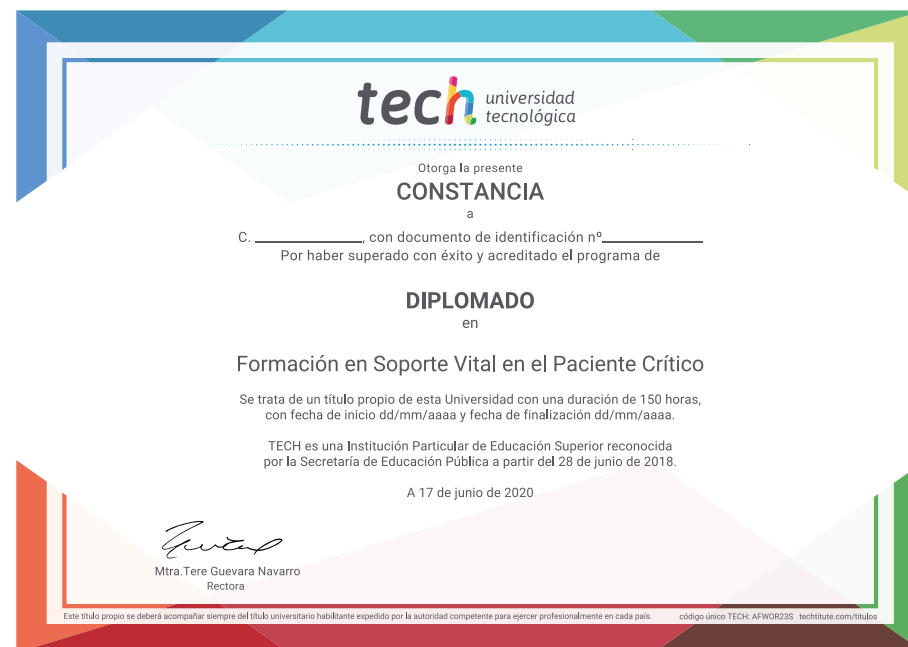 tech universidad
tecnológica
Otorga la presente
CONSTANCIA
a
C. ____________, con documento de identificación nº____________
Por haber superado con éxito y acreditado el programa de
DIPLOMADO
en
Formación en Soporte Vital en el Paciente Crítico
Se trata de un título propio de esta Universidad con una duración de 150 horas,
con fecha de inicio dd/mm/aaaa y fecha de finalización dd/mm/aaaa.
TECH es una Institución Particular de Educación Superior reconocida
por la Secretaría de Educación Pública a partir del 28 de junio de 2018.
A 17 de junio de 2020
Mtra.Tere Guevara Navarro
Rectora
Este título propio se deberá acompañar siempre del título universitario habilitante expedido por la autoridad competente para ejercer profesionalmente en cada país. código único TECH: AFWOR23S techtitute.com/titulos